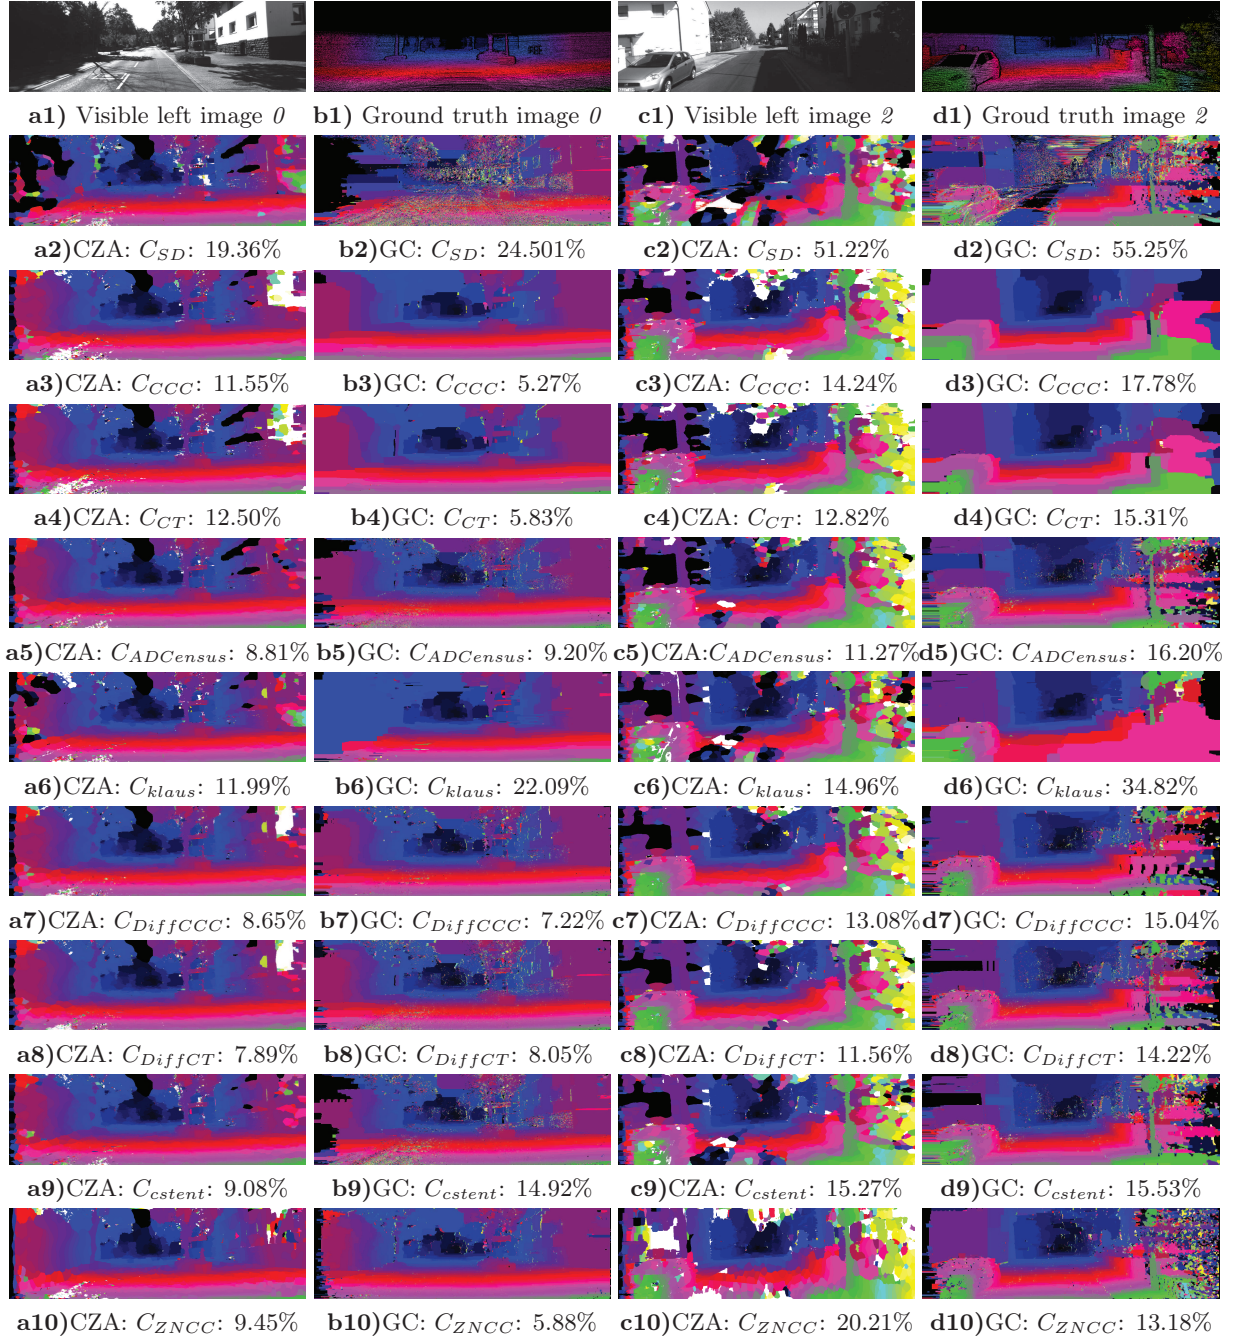 a1) Visible left image 0 b1) Ground truth image 0 c1) Visible left image 2 d1) Groud truth image 2
a2)CZA: C_SD: 19.36% b2)GC: C_SD: 24.501% c2)CZA: C_SD: 51.22% d2)GC: C_SD: 55.25%
a3)CZA: C_CCC: 11.55% b3)GC: C_CCC: 5.27% c3)CZA: C_CCC: 14.24% d3)GC: C_CCC: 17.78%
a4)CZA: C_CT: 12.50% b4)GC: C_CT: 5.83% c4)CZA: C_CT: 12.82% d4)GC: C_CT: 15.31%
a5)CZA: C_ADCensus: 8.81% b5)GC: C_ADCensus: 9.20% c5)CZA:C_ADCensus: 11.27% d5)GC: C_ADCensus: 16.20%
a6)CZA: C_klaus: 11.99% b6)GC: C_klaus: 22.09% c6)CZA: C_klaus: 14.96% d6)GC: C_klaus: 34.82%
a7)CZA: C_DiffCCC: 8.65% b7)GC: C_DiffCCC: 7.22% c7)CZA: C_DiffCCC: 13.08% d7)GC: C_DiffCCC: 15.04%
a8)CZA: C_DiffCT: 7.89% b8)GC: C_DiffCT: 8.05% c8)CZA: C_DiffCT: 11.56% d8)GC: C_DiffCT: 14.22%
a9)CZA: C_cstent: 9.08% b9)GC: C_cstent: 14.92% c9)CZA: C_cstent: 15.27% d9)GC: C_cstent: 15.53%
a10)CZA: C_ZNCC: 9.45% b10)GC: C_ZNCC: 5.88% c10)CZA: C_ZNCC: 20.21% d10)GC: C_ZNCC: 13.18%